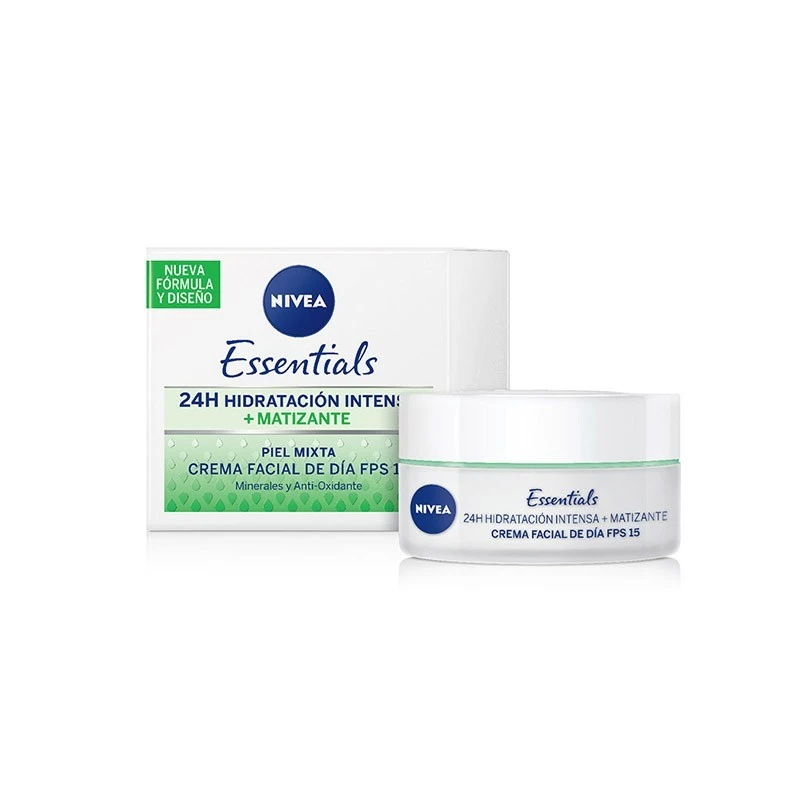 NUEVA
FÓRMULA
Y DISEÑO
NIVEA
Essentials
24H HIDRATACIÓN INTENS
+ MATIZANTE
PIEL MIXTA
CREMA FACIAL DE DÍA FPS 1
Minerales y Anti-Oxidante
NIVEA
Essentials
24H HIDRATACIÓN INTENSA + MATIZANTE
CREMA FACIAL DE DÍA FPS 15